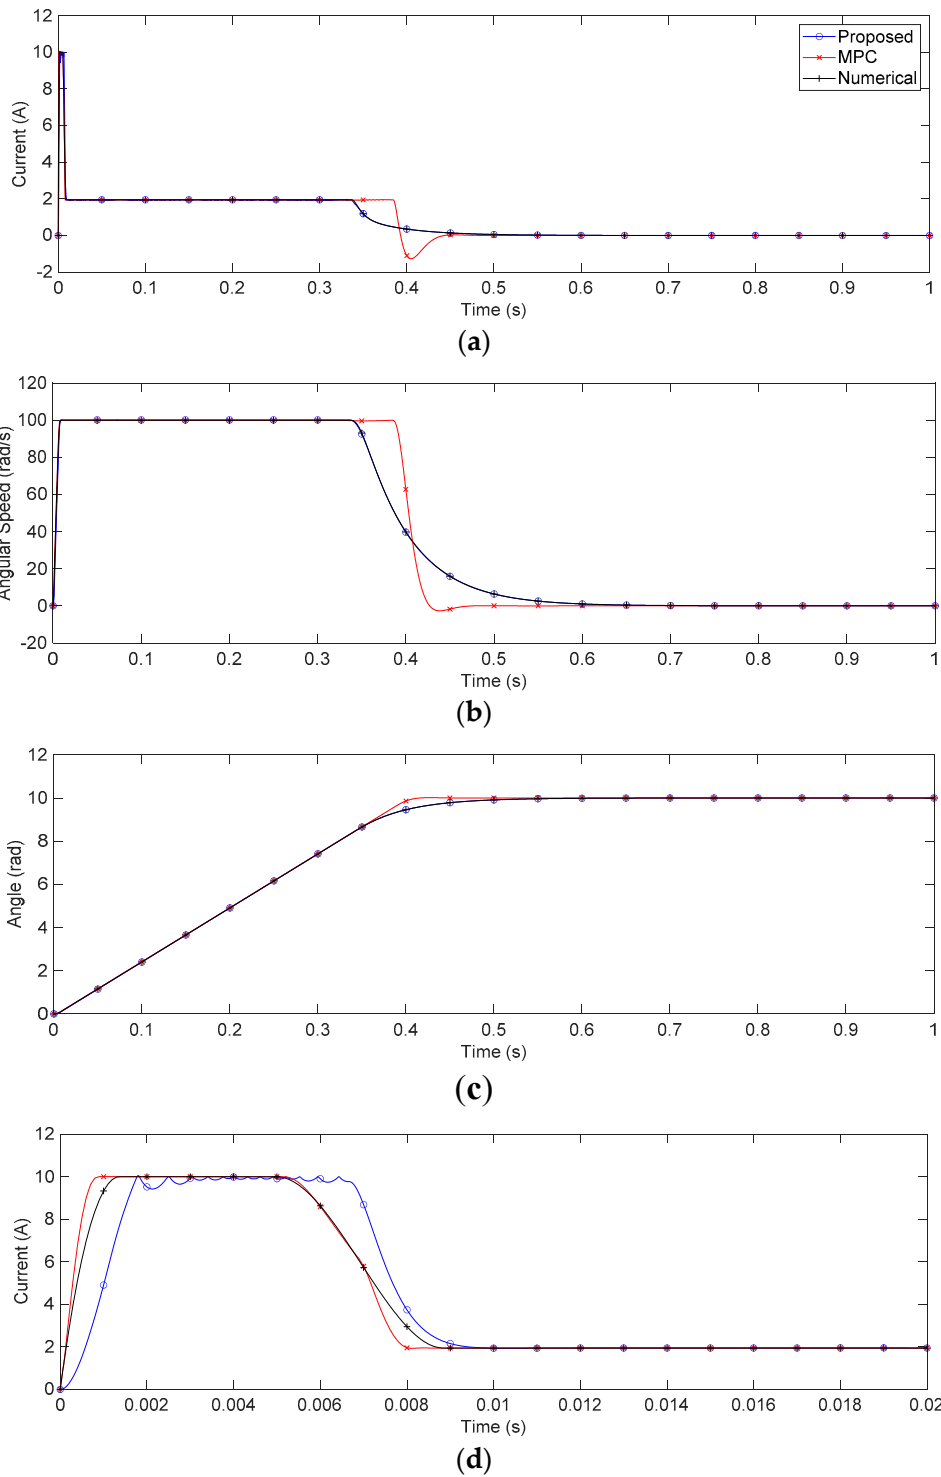 12
10
8
6
4
2
0
-2
Current (A)
Proposed
MPC
Numerical
0 0.1 0.2 0.3 0.4 0.5 0.6 0.7 0.8 0.9 1
Time (s)
(a)
120
100
80
60
40
20
0
-20
Angular Speed (rad/s)
0 0.1 0.2 0.3 0.4 0.5 0.6 0.7 0.8 0.9 1
Time (s)
(b)
12
10
8
6
4
2
0
Angle (rad)
0 0.1 0.2 0.3 0.4 0.5 0.6 0.7 0.8 0.9 1
Time (s)
(c)
12
10
8
6
4
2
0
Current (A)
0 0.002 0.004 0.006 0.008 0.01 0.012 0.014 0.016 0.018 0.02
Time (s)
(d)